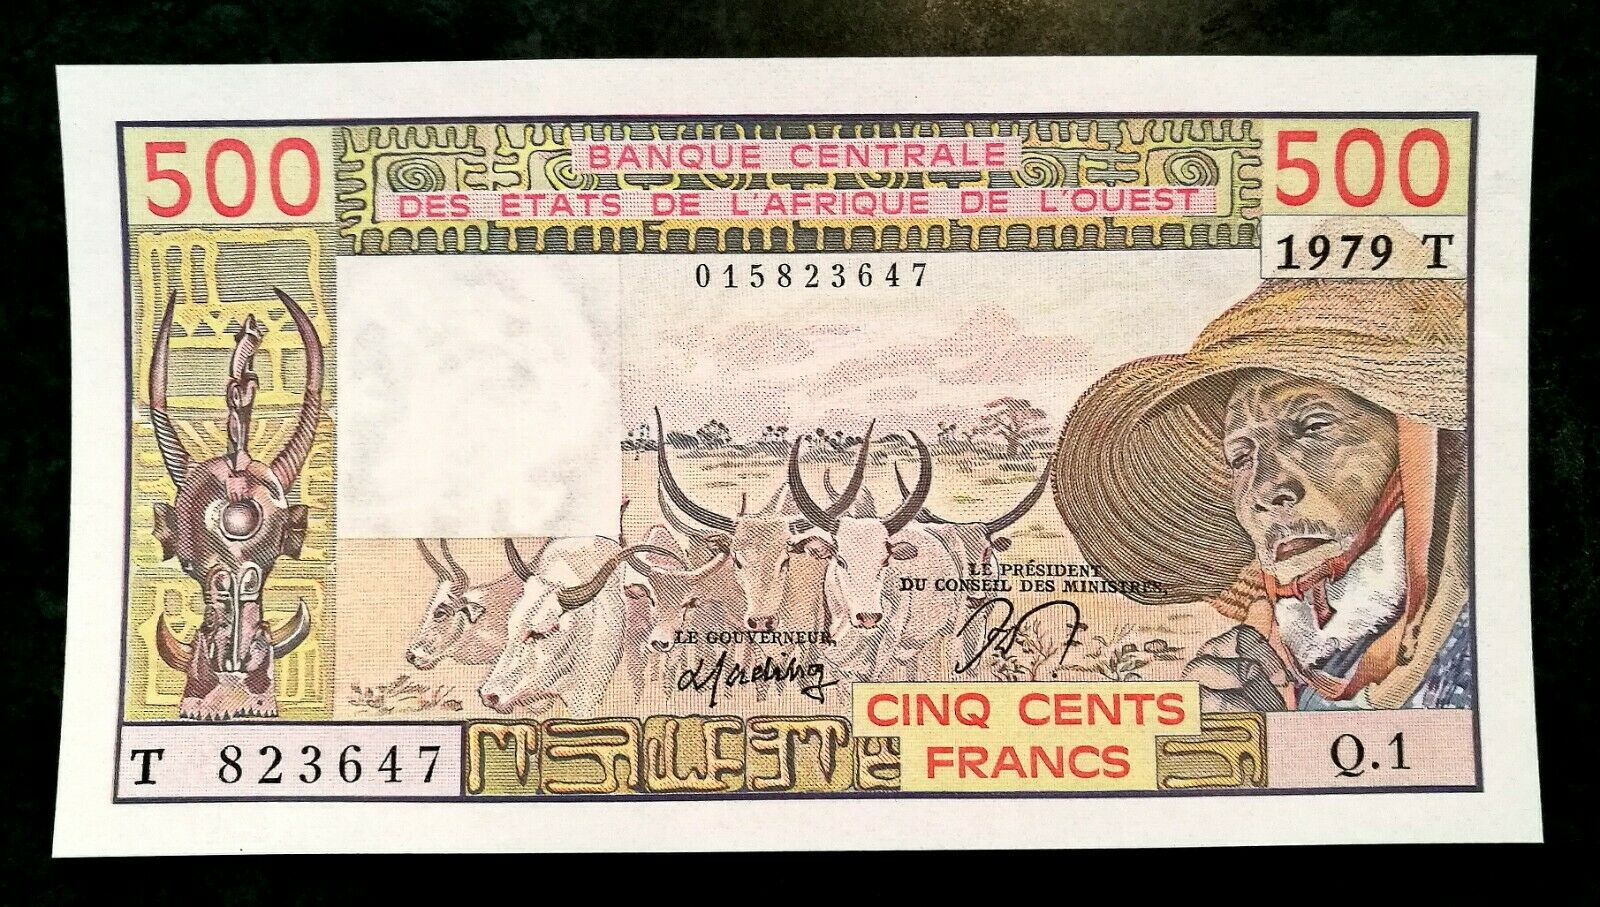 500
BANQUE CENTRALE
500
DES ETATS DE L'AFRIQUE DE L'OUEST
1979 T
015823647
LE PRÉSIDENT
DU CONSEIL DES MINISTRES,
LE GOUVERNEUR,
CINQ CENTS
FRANCS
T 823647
Q.1